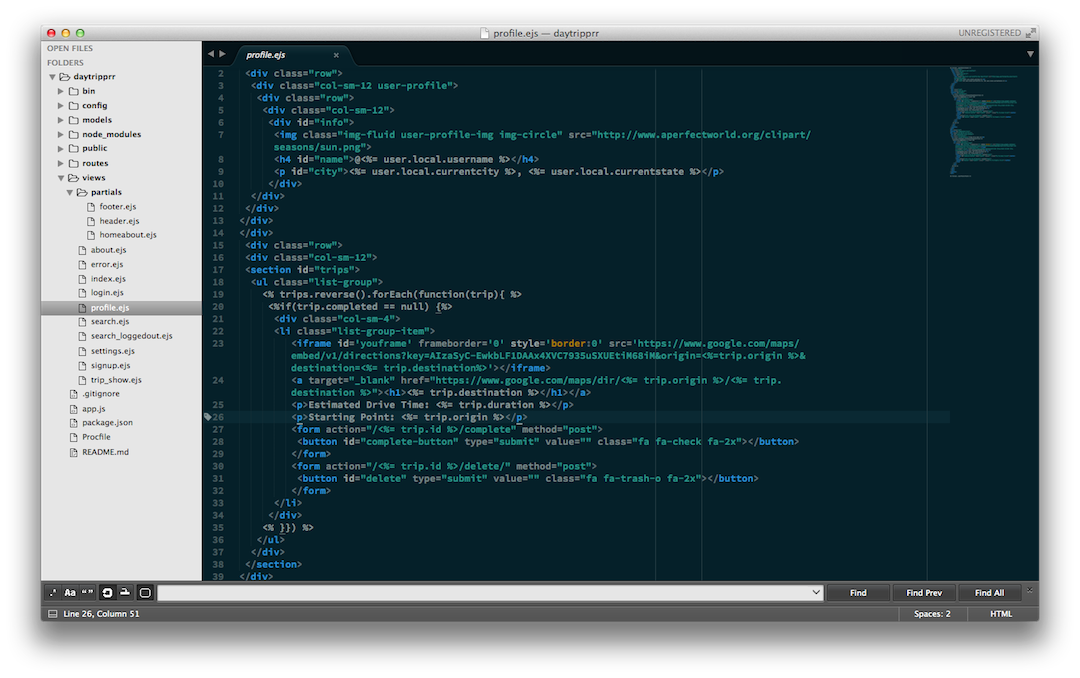 profile.ejs — daytripprr
UNREGISTERED
OPEN FILES
FOLDERS
daytripprr
bin
config
models
node_modules
public
routes
views
partials
footer.ejs
header.ejs
homeabout.ejs
about.ejs
error.ejs
index.ejs
login.ejs
profile.ejs
search.ejs
search_loggedout.ejs
settings.ejs
signup.ejs
trip_show.ejs
.gitignore
app.js
package.json
Procfile
README.md
profile.ejs ×
2 <div class="row">
3 <div class="col-sm-12 user-profile">
4 <div class="row">
5 <div class="col-sm-12">
6 <div id="info">
7 <img class="img-fluid user-profile-img img-circle" src="http://www.aperfectworld.org/clipart/
seasons/sun.png">
8 <h4 id="name">@<%= user.local.username %></h4>
9 <p id="city"><%= user.local.currentcity %>, <%= user.local.currentstate %></p>
10 </div>
11 </div>
12 </div>
13 </div>
14 </div>
15 <div class="row">
16 <div class="col-sm-12">
17 <section id="trips">
18 <ul class="list-group">
19 <% trips.reverse().forEach(function(trip){ %>
20 <%if(trip.completed == null) {%>
21 <div class="col-sm-4">
22 <li class="list-group-item">
23 <iframe id='youframe' frameborder='0' style='border:0' src='https://www.google.com/maps/
embed/v1/directions?key=AIzaSyC-EwkbLF1DAAx4XVC7935uSXUEtiM68iM&origin=<%=trip.origin %>&
destination=<%= trip.destination%>'></iframe>
24 <a target="_blank" href="https://www.google.com/maps/dir/<%= trip.origin %>/<%= trip.
destination %>"><h1><%= trip.destination %></h1></a>
25 <p>Estimated Drive Time: <%= trip.duration %></p>
26 <p>Starting Point: <%= trip.origin %></p>
27 <form action="/<%= trip.id %>/complete" method="post">
28 <button id="complete-button" type="submit" value="" class="fa fa-check fa-2x"></button>
29 </form>
30 <form action="/<%= trip.id %>/delete/" method="post">
31 <button id="delete" type="submit" value="" class="fa fa-trash-o fa-2x"></button>
32 </form>
33 </li>
34 </div>
35 <% }}) %>
36 </ul>
37 </div>
38 </section>
39 </div>
.* Aa “” Find Find Prev Find All ×
Line 26, Column 51 Spaces: 2 HTML